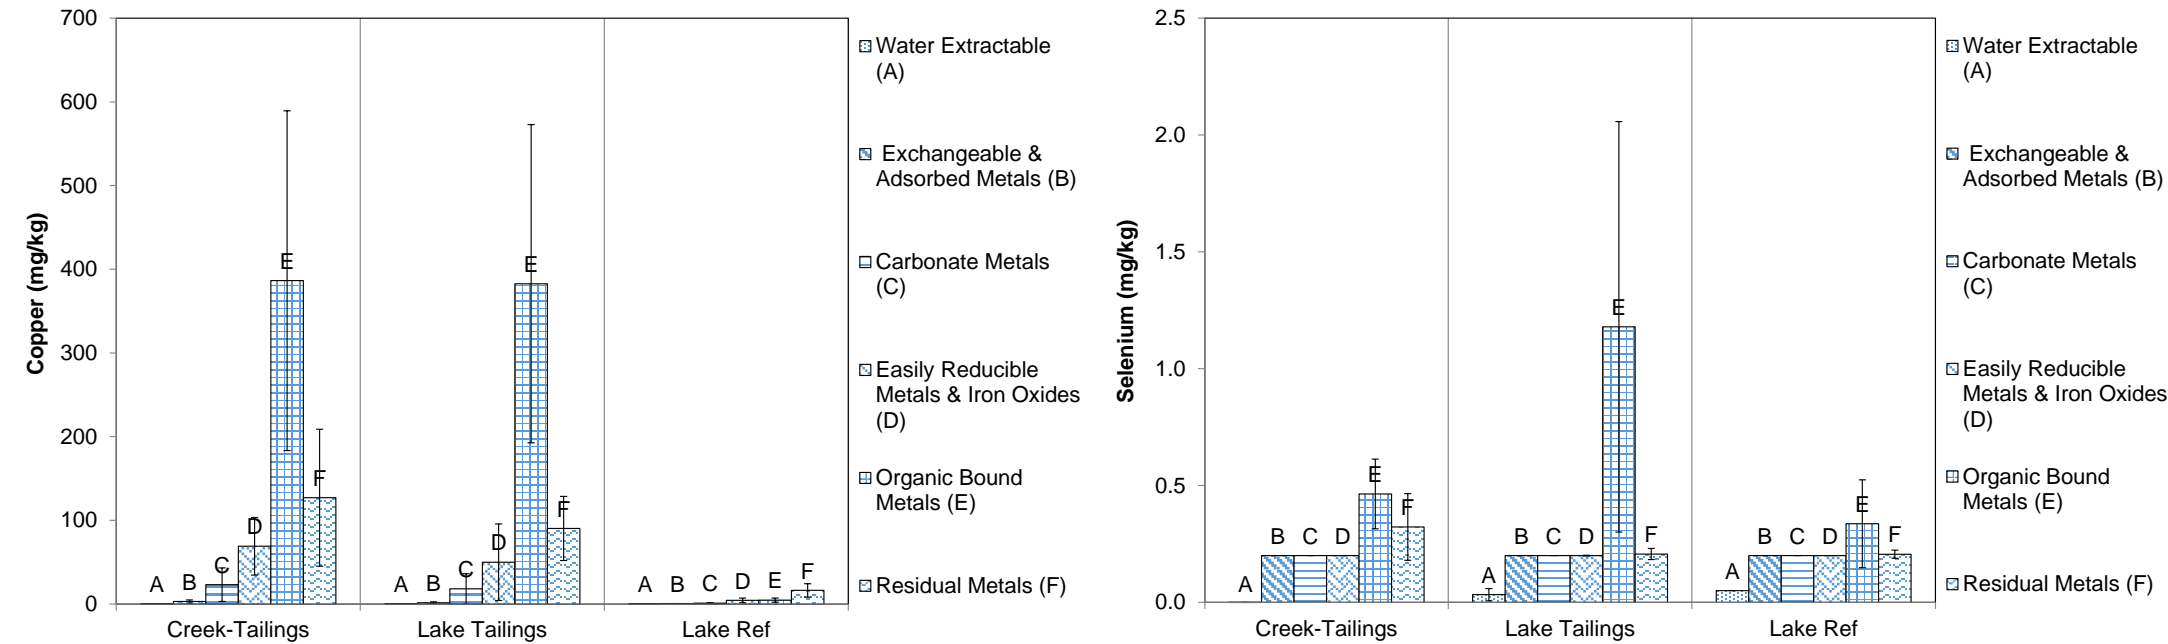 Copper (mg/kg)
700
600
500
400
300
200
100
0
A
B
C
D
E
F
A
B
C
D
E
F
A
B
C
D
E
F
Creek-Tailings
Lake Tailings
Lake Ref
Water Extractable
(A)
Exchangeable &
Adsorbed Metals (B)
Carbonate Metals
(C)
Easily Reducible
Metals & Iron Oxides
(D)
Organic Bound
Metals (E)
Residual Metals (F)
Selenium (mg/kg)
2.5
2.0
1.5
1.0
0.5
0.0
A
B
C
D
E
F
A
B
C
D
E
F
A
B
C
D
E
F
Creek-Tailings
Lake Tailings
Lake Ref
Water Extractable
(A)
Exchangeable &
Adsorbed Metals (B)
Carbonate Metals
(C)
Easily Reducible
Metals & Iron Oxides
(D)
Organic Bound
Metals (E)
Residual Metals (F)